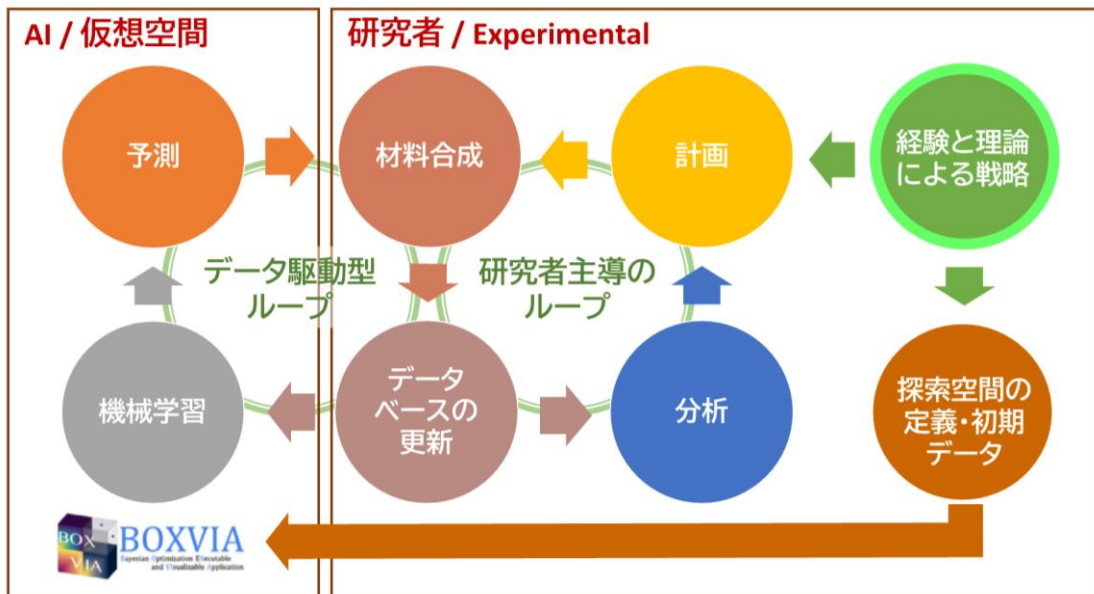 AI / 仮想空間
研究者 / Experimental
予測
材料合成
計画
経験と理論
による戦略
データ駆動型
ループ
研究者主導の
ループ
機械学習
データ
ベースの
更新
分析
探索空間の
定義・初期
データ
BOX
VIA
BOXVIA
Bayesian Optimization EXecutable
and VIsualizable Application